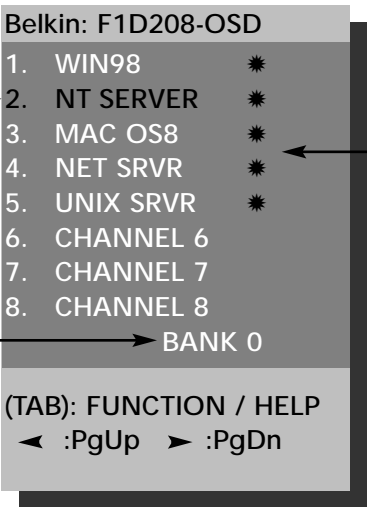 Belkin: F1D208-OSD
1. WIN98 ✹
2. NT SERVER ✹
3. MAC OS8 ✹
4. NET SRVR ✹
5. UNIX SRVR ✹
6. CHANNEL 6
7. CHANNEL 7
8. CHANNEL 8
BANK 0
(TAB): FUNCTION / HELP
◄ :PgUp ► :PgDn